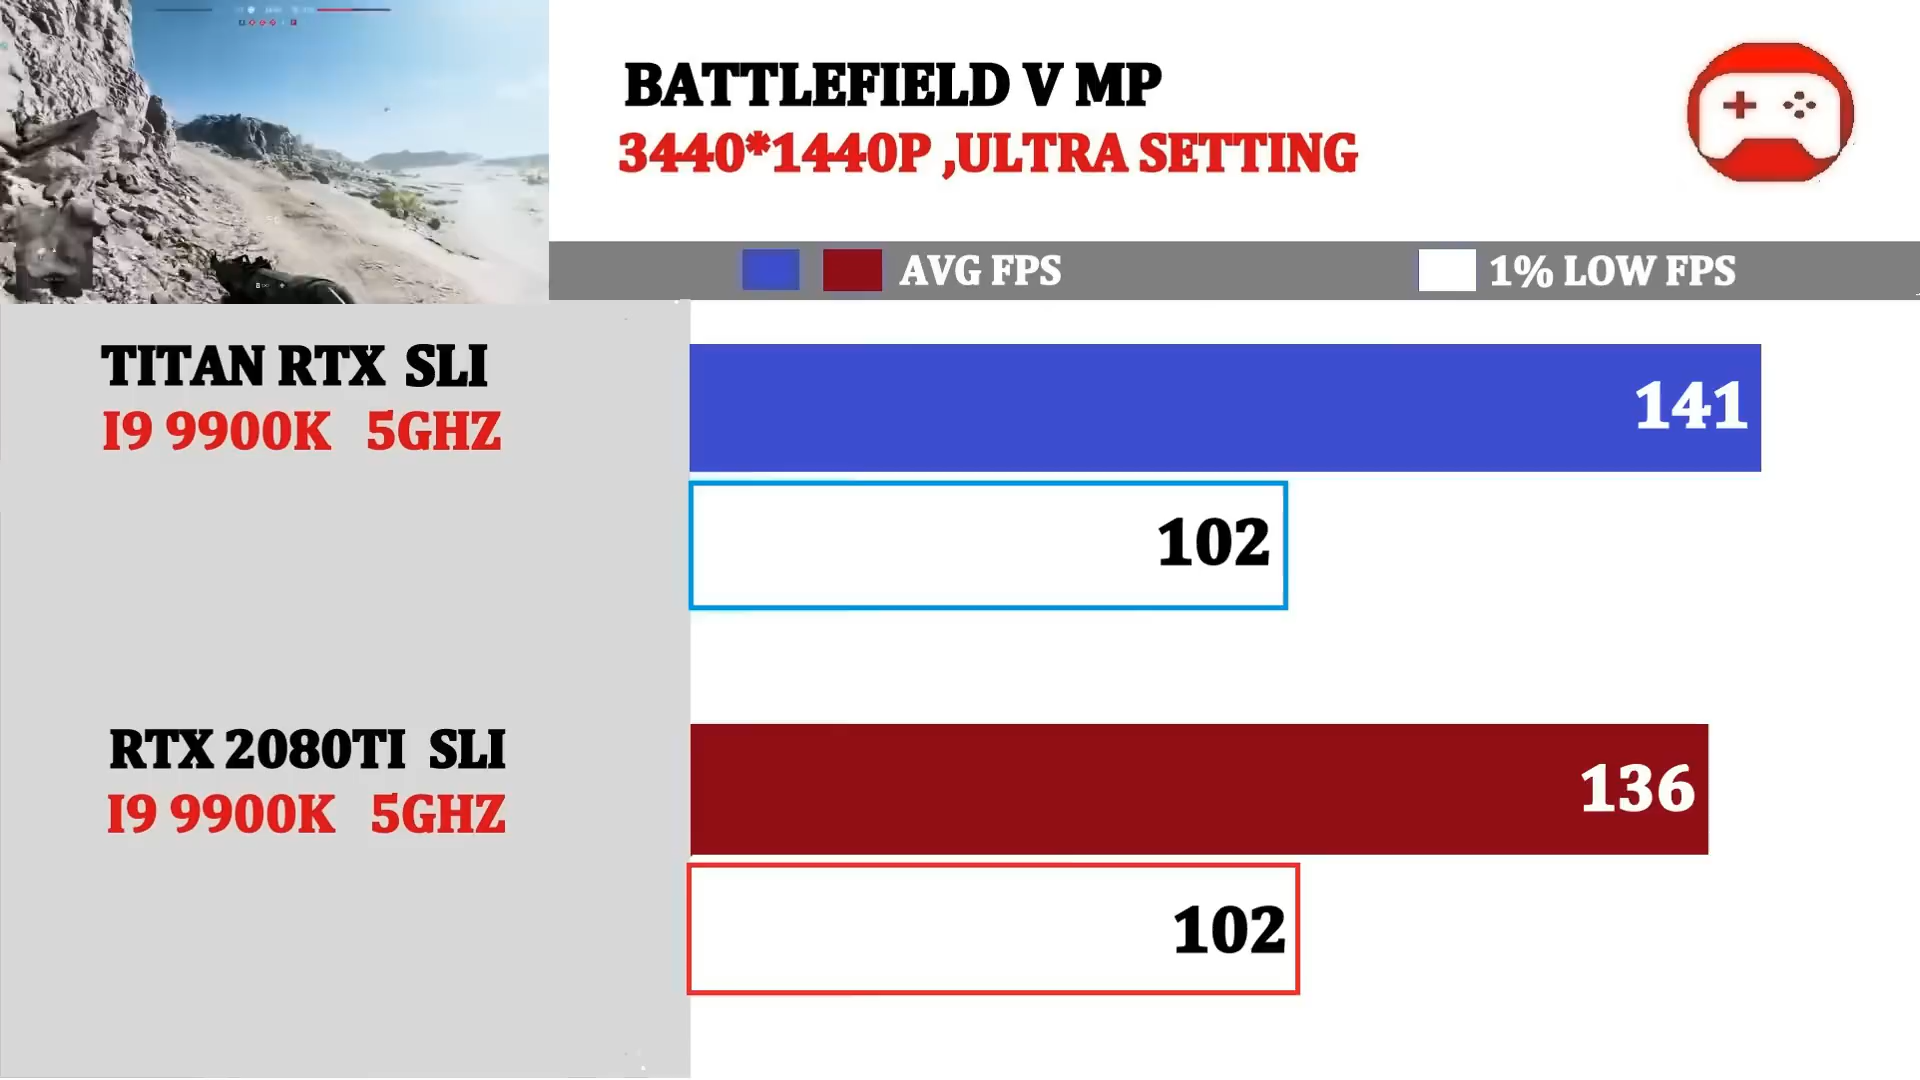 BATTLEFIELD V MP
3440*1440P ,ULTRA SETTING
AVG FPS
1% LOW FPS
TITAN RTX SLI
I9 9900K 5GHZ
141
102
RTX 2080TI SLI
I9 9900K 5GHZ
136
102